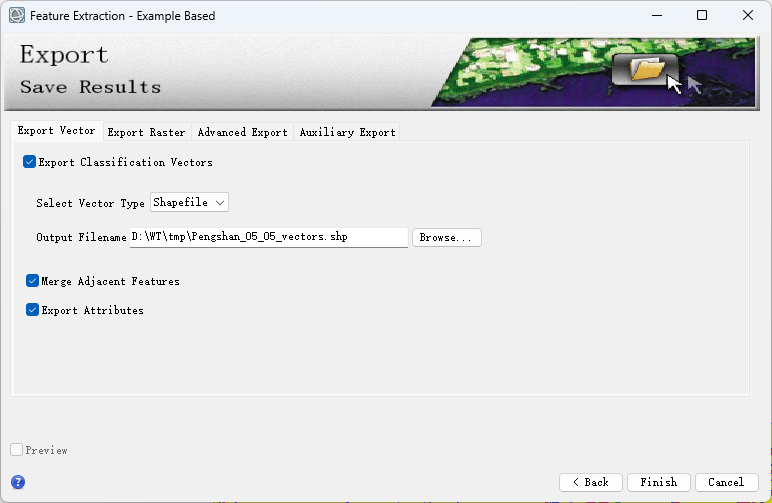 Feature Extraction - Example Based
Export
Save Results
Export Vector Export Raster Advanced Export Auxiliary Export
Export Classification Vectors
Select Vector Type Shapefile
Output Filename D:\WT\tmp\Pengshan_05_05_vectors.shp Browse...
Merge Adjacent Features
Export Attributes
Preview
? < Back Finish Cancel